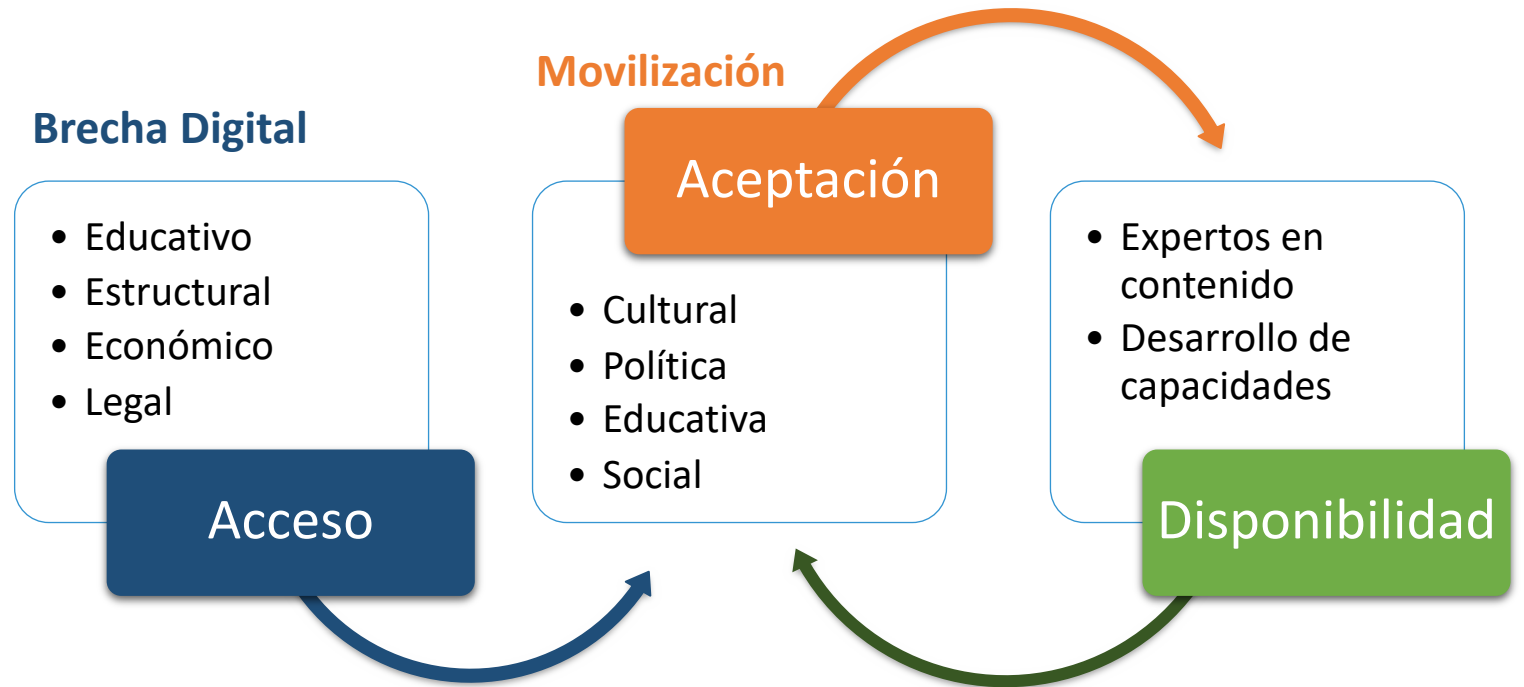 Brecha Digital
• Educativo
• Estructural
• Económico
• Legal
Acceso
Movilización
Aceptación
• Cultural
• Política
• Educativa
• Social
• Expertos en
contenido
• Desarrollo de
capacidades
Disponibilidad